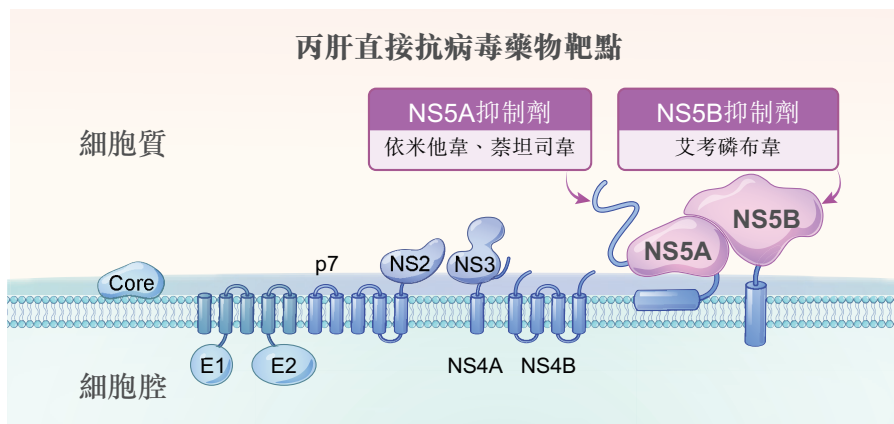 丙肝直接抗病毒藥物靶點
NS5A抑制劑
依米他韋、萘坦司韋
NS5B抑制劑
艾考磷布韋
細胞質
NS5B
NS5A
p7
NS2
NS3
Core
E1
E2
NS4A
NS4B
細胞腔